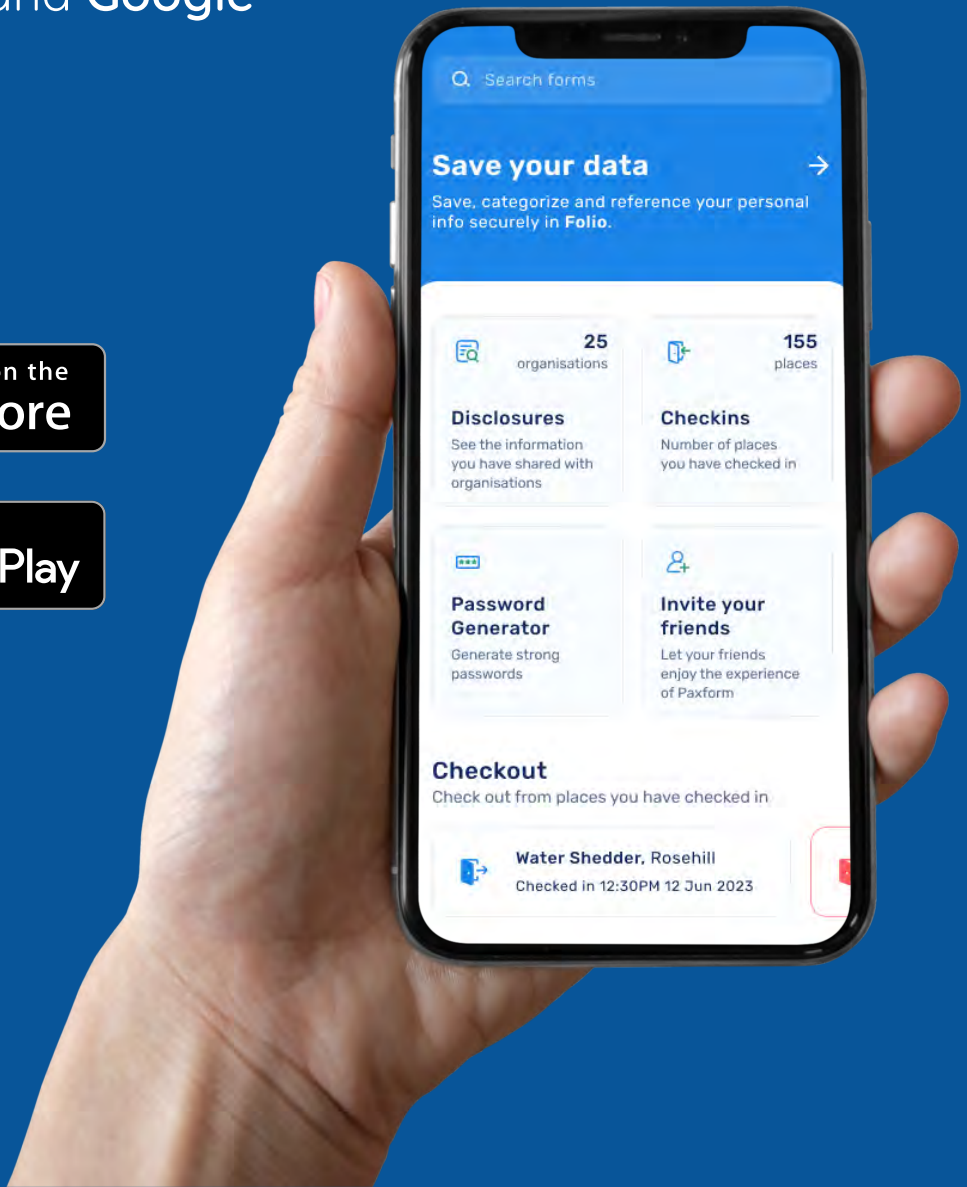 and Google
Search forms
Save your data
Save, categorize and reference your personal
info securely in Folio.
25
organisations
Disclosures
See the information
you have shared with
organisations
155
places
Checkins
Number of places
you have checked in
Password
Generator
Generate strong
passwords
Invite your
friends
Let your friends
enjoy the experience
of Paxform
Checkout
Check out from places you have checked in
Water Shedder, Rosehill
Checked in 12:30PM 12 Jun 2023
on the
ore
Play